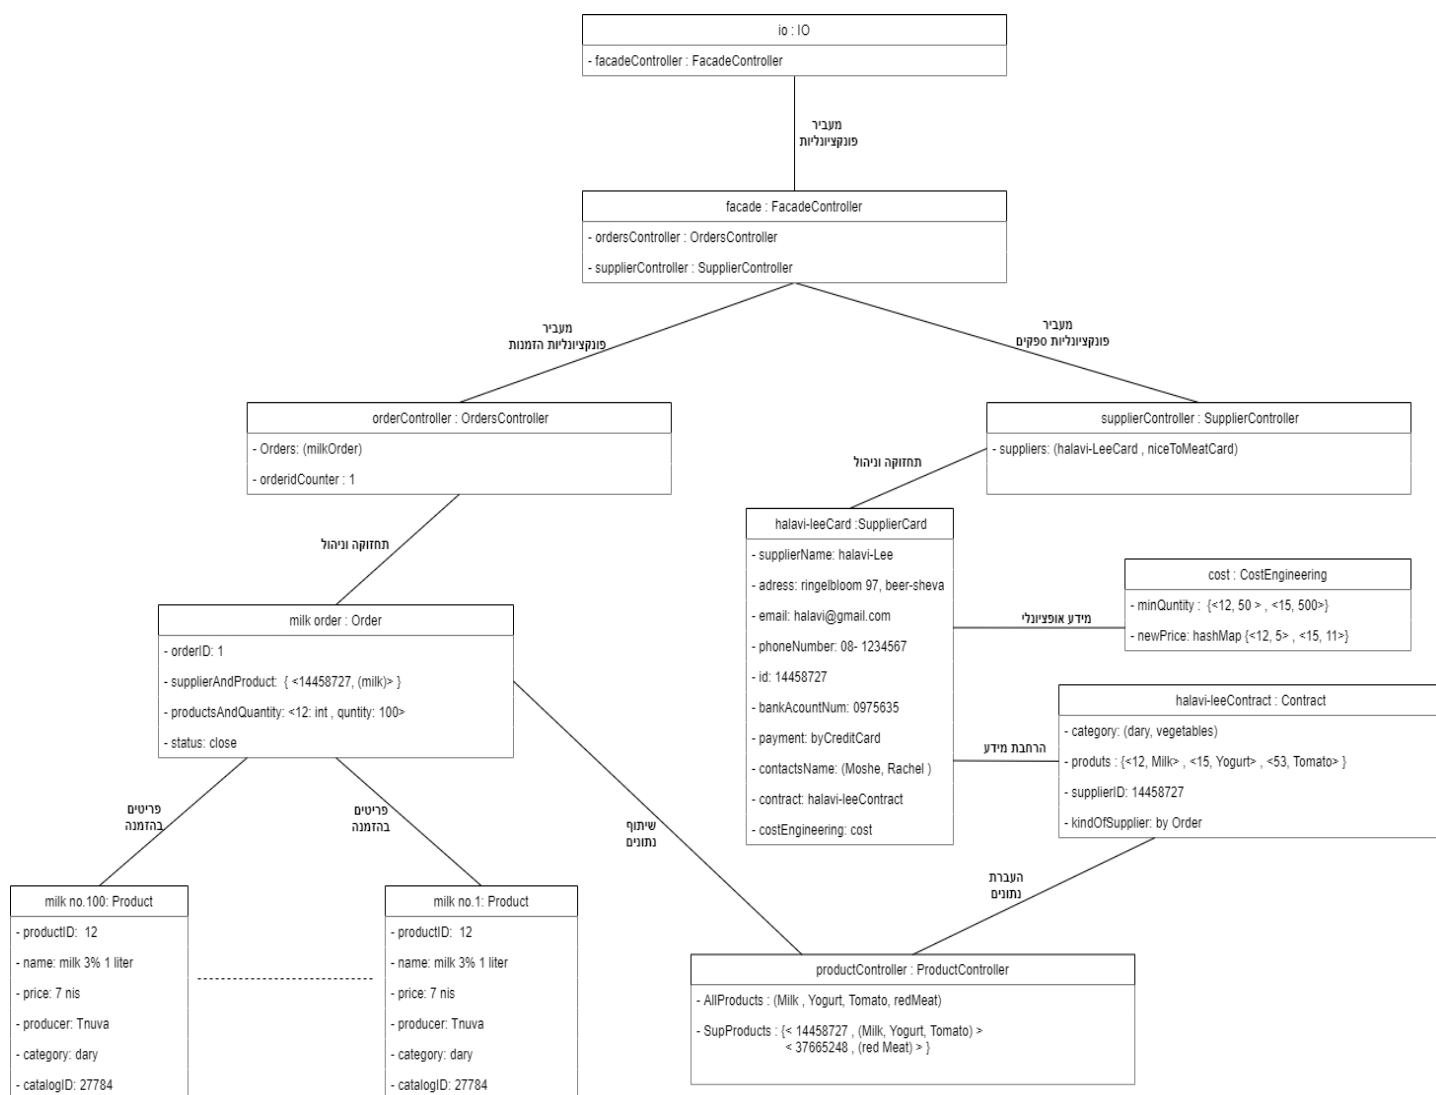 io : IO
- facadeController : FacadeController
מעביר
פונקציונליות
facade : FacadeController
- ordersController : OrdersController
- supplierController : SupplierController
מעביר
פונקציונליות הזמנות
מעביר
פונקציונליות ספקים
orderController : OrdersController
- Orders: (milkOrder)
- orderidCounter : 1
supplierController : SupplierController
- suppliers: (halavi-LeeCard , niceToMeatCard)
תחזוקה וניהול
תחזוקה וניהול
halavi-leeCard :SupplierCard
- supplierName: halavi-Lee
- adress: ringelbloom 97, beer-sheva
- email: halavi@gmail.com
- phoneNumber: 08- 1234567
- id: 14458727
- bankAcountNum: 0975635
- payment: byCreditCard
- contactsName: (Moshe, Rachel )
- contract: halavi-leeContract
- costEngineering: cost
מידע אופציונלי
cost : CostEngineering
- minQuntity : {<12, 50 > , <15, 500>}
- newPrice: hashMap {<12, 5> , <15, 11>}
הרחבת מידע
halavi-leeContract : Contract
- category: (dary, vegetables)
- produts : {<12, Milk> , <15, Yogurt> , <53, Tomato> }
- supplierID: 14458727
- kindOfSupplier: by Order
milk order : Order
- orderID: 1
- supplierAndProduct: { <14458727, (milk)> }
- productsAndQuantity: <12: int , quntity: 100>
- status: close
פריטים
בהזמנה
פריטים
בהזמנה
שיתוף
נתונים
העברת
נתונים
milk no.100: Product
- productID: 12
- name: milk 3% 1 liter
- price: 7 nis
- producer: Tnuva
- category: dary
- catalogID: 27784
milk no.1: Product
- productID: 12
- name: milk 3% 1 liter
- price: 7 nis
- producer: Tnuva
- category: dary
- catalogID: 27784
productController : ProductController
- AllProducts : (Milk , Yogurt, Tomato, redMeat)
- SupProducts : {< 14458727 , (Milk, Yogurt, Tomato) >
< 37665248 , (red Meat) > }